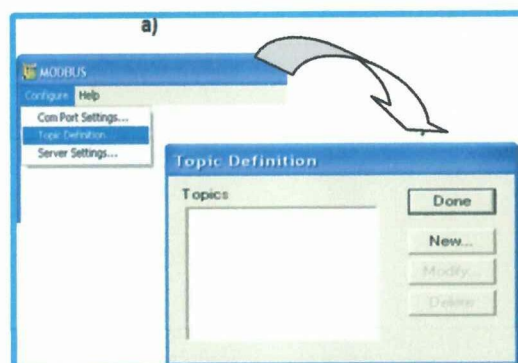 a)
MODBUS
Configure Help
Com Port Settings...
Topic Definition...
Server Settings...
Topic Definition
Topics
Done
New...
Modify...
Delete